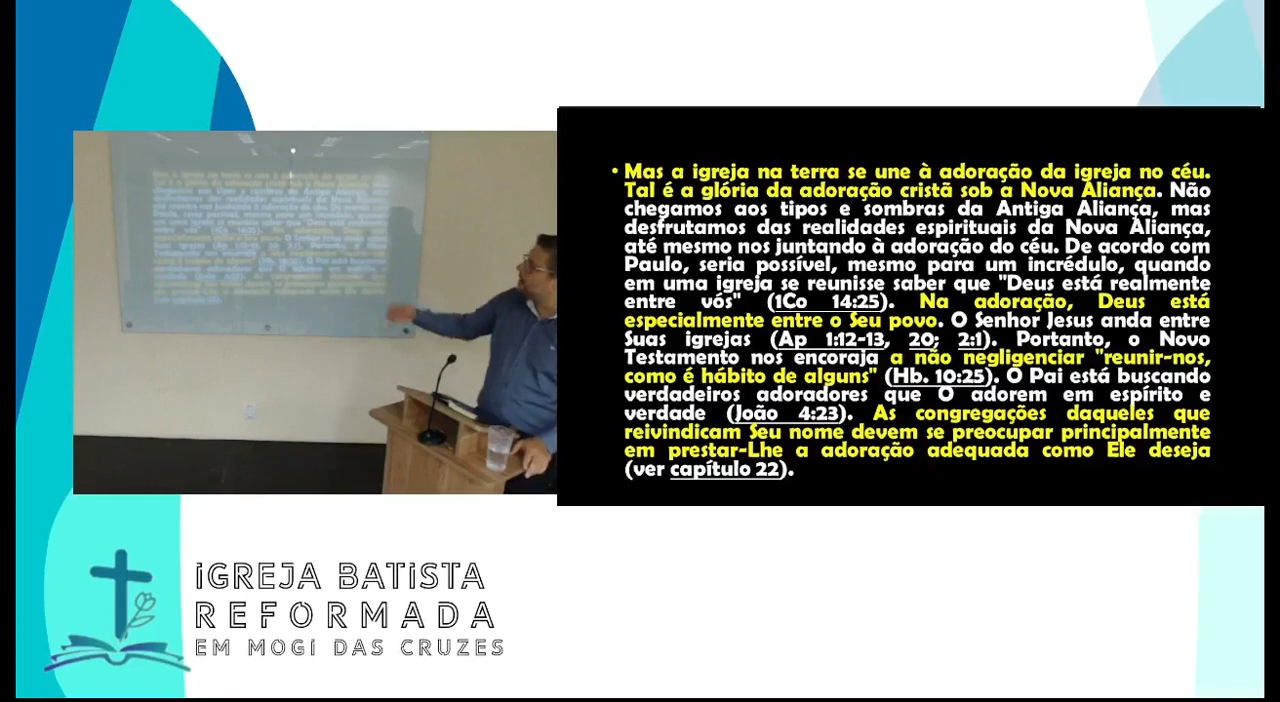 • Mas a igreja na terra se une à adoração da igreja no céu.
Tal é a glória da adoração cristã sob a Nova Aliança. Não
chegamos aos tipos e sombras da Antiga Aliança, mas
desfrutamos das realidades espirituais da Nova Aliança,
até mesmo nos juntando à adoração do céu. De acordo com
Paulo, seria possível, mesmo para um incrédulo, quando
em uma igreja se reunisse saber que "Deus está realmente
entre vós" (1Co 14:25). Na adoração, Deus está
especialmente entre o Seu povo. O Senhor Jesus anda entre
Suas igrejas (Ap 1:12-13, 20; 2:1). Portanto, o Novo
Testamento nos encoraja a não negligenciar "reunir-nos,
como é hábito de alguns" (Hb. 10:25). O Pai está buscando
verdadeiros adoradores que O adorem em espírito e
verdade (João 4:23). As congregações daqueles que
reivindicam Seu nome devem se preocupar principalmente
em prestar-Lhe a adoração adequada como Ele deseja
(ver capítulo 22).
IGREJA BATISTA
REFORMADA
EM MOGI DAS CRUZES